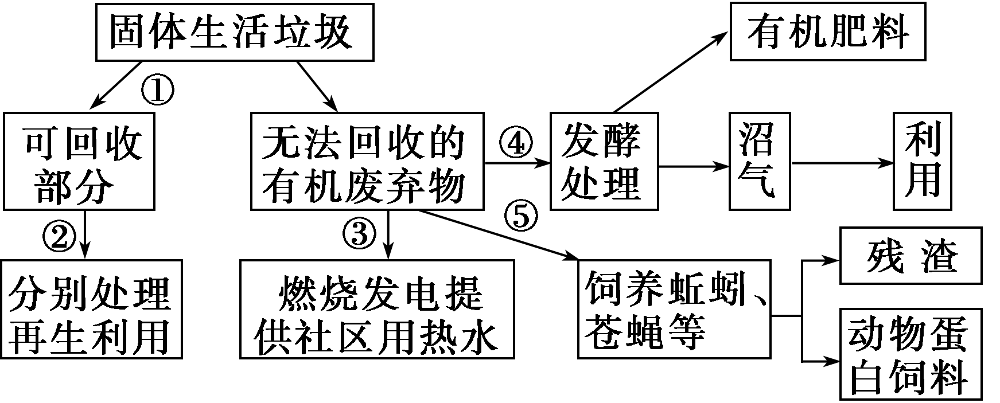 固体生活垃圾
有机肥料
①
可回收
部分
无法回收的
有机废弃物
④
发酵
处理
沼
气
利
用
②
③
⑤
分别处理
再生利用
燃烧发电提
供社区用热水
饲养蚯蚓、
苍蝇等
残渣
动物蛋
白饲料